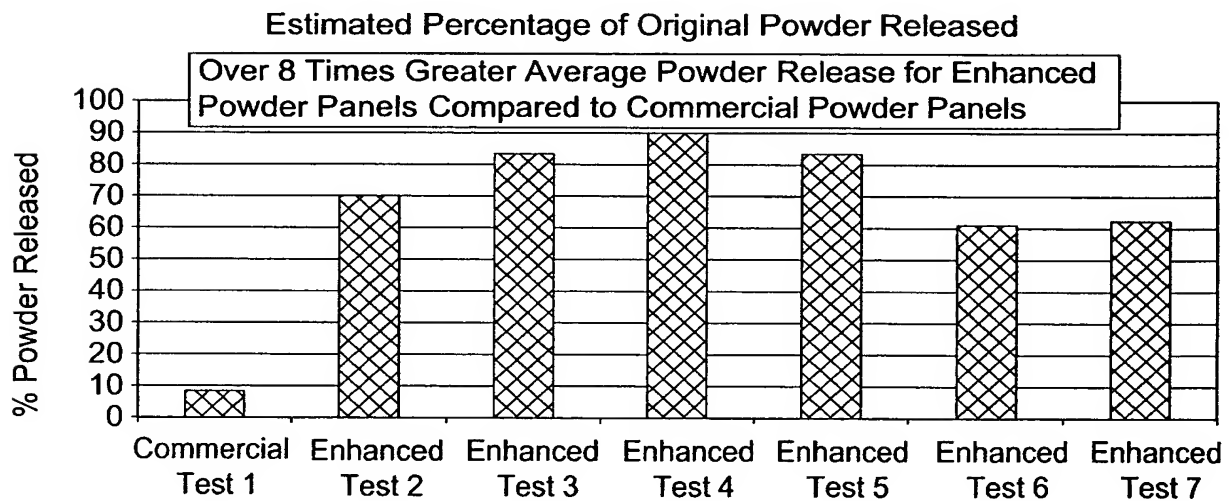 Estimated Percentage of Original Powder Released
Over 8 Times Greater Average Powder Release for Enhanced
Powder Panels Compared to Commercial Powder Panels
% Powder Released
100
90
80
70
60
50
40
30
20
10
0
Commercial Test 1
Enhanced Test 2
Enhanced Test 3
Enhanced Test 4
Enhanced Test 5
Enhanced Test 6
Enhanced Test 7